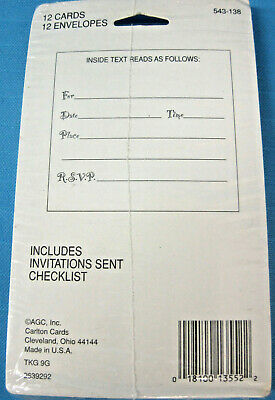 12 CARDS
12 ENVELOPES
543-138
INSIDE TEXT READS AS FOLLOWS:
For
Date Time
Place
R.S.V.P.
INCLUDES
INVITATIONS SENT
CHECKLIST
©AGC, Inc.
Carlton Cards
Cleveland, Ohio 44144
Made in U.S.A.
TKG 9G
2539292
0 18100 13552 2